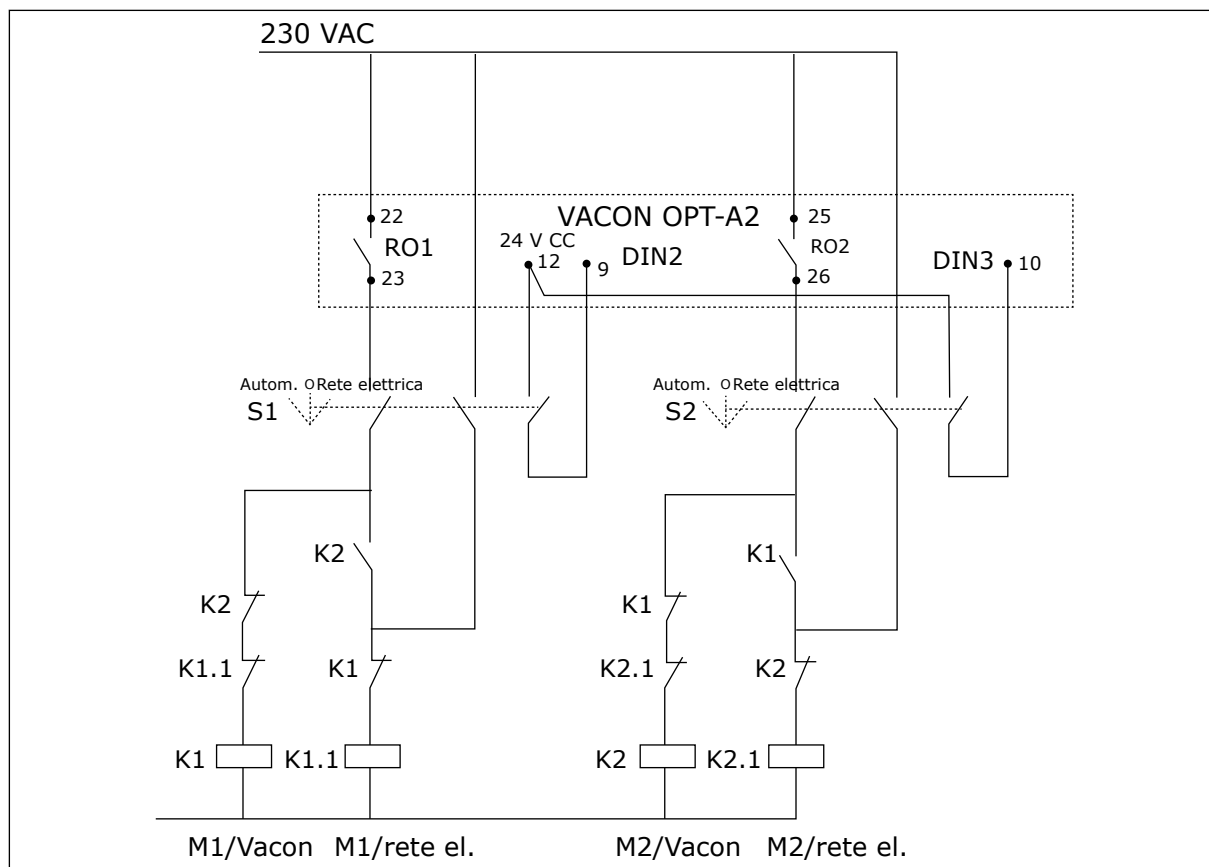 230 VAC
22
VACON OPT-A2
25
RO1
24 V CC
12
9
DIN2
RO2
DIN3
10
23
26
Autom. O Rete elettrica
S1
Autom. O Rete elettrica
S2
K2
K1
K2
K1
K1.1
K1
K2.1
K2
K1
K1.1
K2
K2.1
M1/Vacon
M1/rete el.
M2/Vacon
M2/rete el.